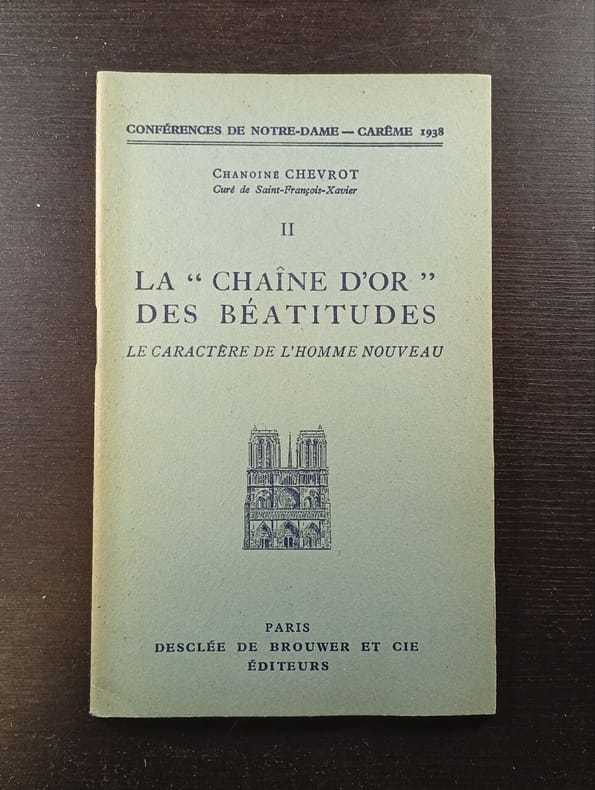 CONFÉRENCES DE NOTRE-DAME — CARÊME 1938
CHANOINE CHEVROT
Curé de Saint-François-Xavier
II
LA “ CHAÎNE D'OR ”
DES BÉATITUDES
LE CARACTÈRE DE L'HOMME NOUVEAU
PARIS
DESCLÉE DE BROUWER ET CIE
ÉDITEURS